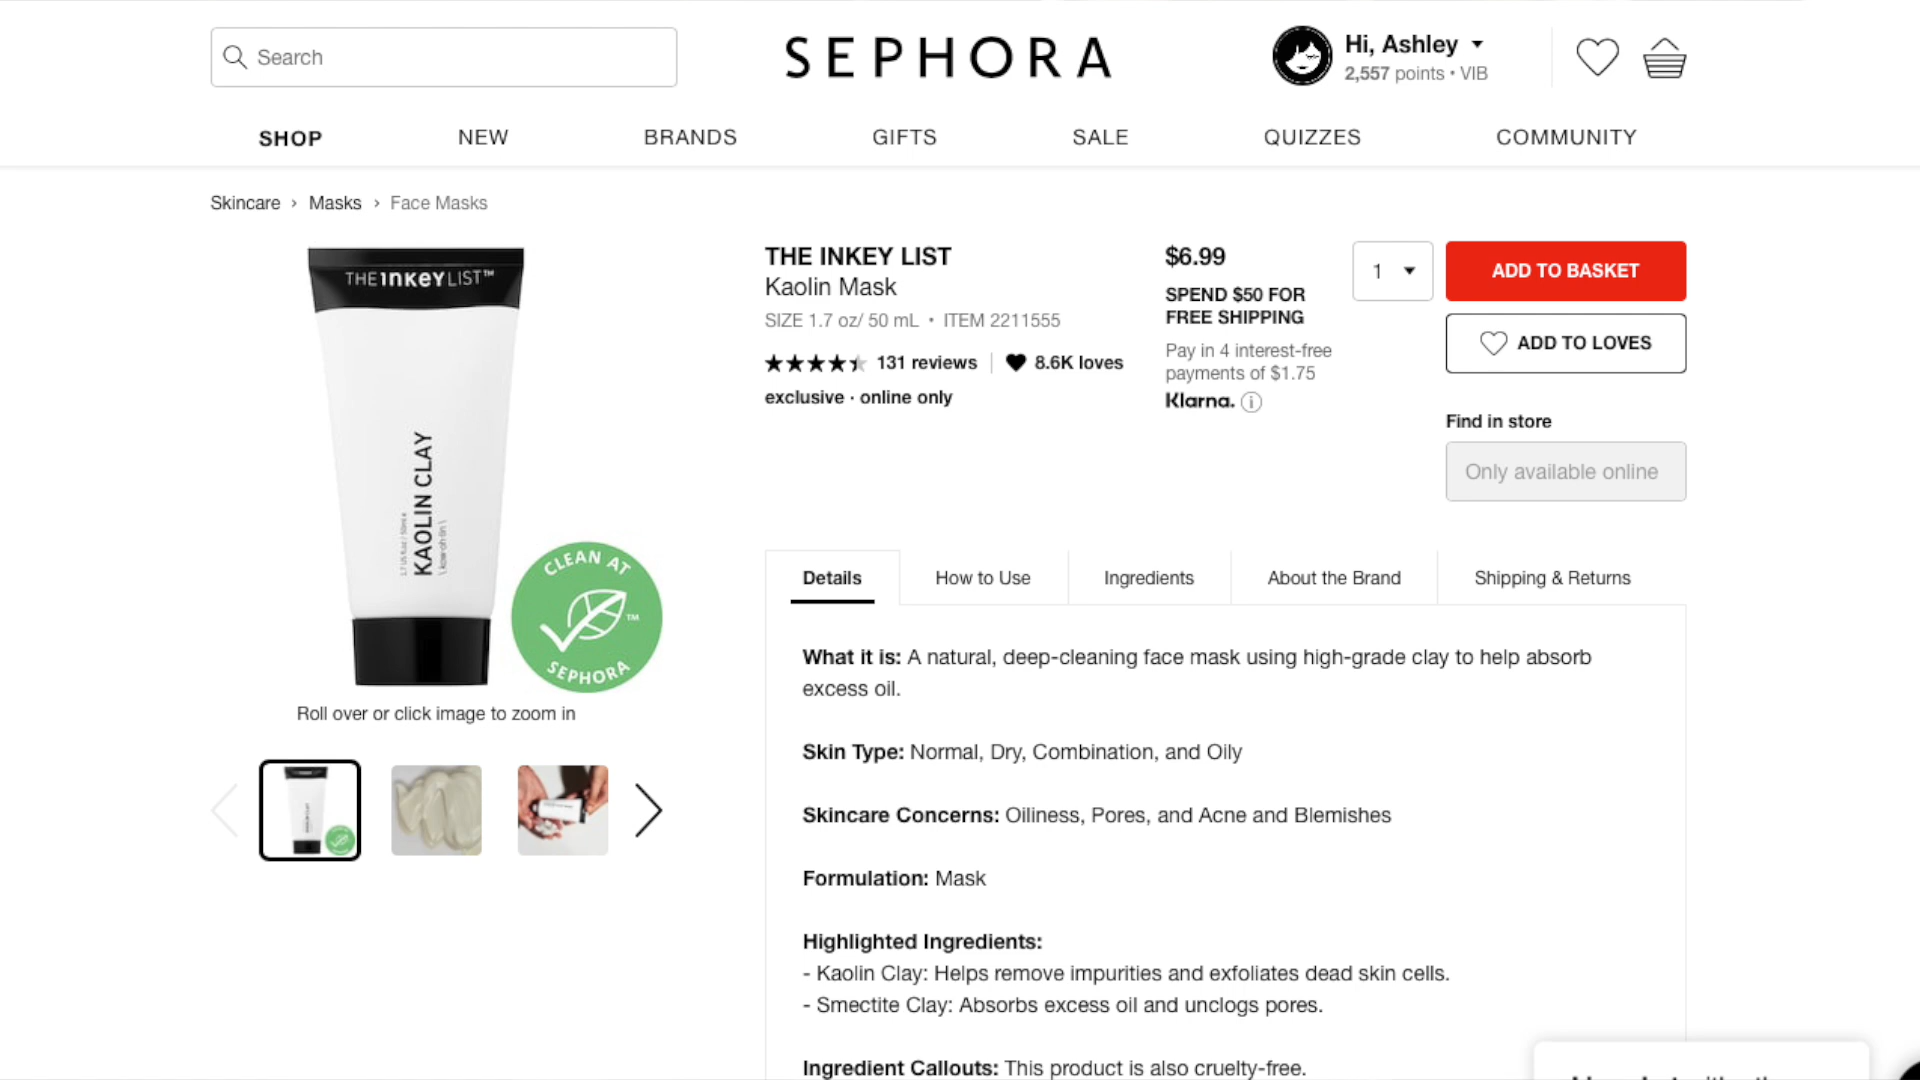 Search
SEPHORA
Hi, Ashley
2,557 points • VIB
SHOP
NEW
BRANDS
GIFTS
SALE
QUIZZES
COMMUNITY
Skincare > Masks > Face Masks
THE INKEY LIST™
KAOLIN CLAY
CLEAN AT
SEPHORA
TM
Roll over or click image to zoom in
THE INKEY LIST
Kaolin Mask
SIZE 1.7 oz/ 50 mL • ITEM 2211555
131 reviews
8.6K loves
exclusive · online only
$6.99
SPEND $50 FOR
FREE SHIPPING
Pay in 4 interest-free
payments of $1.75
Klarna.
1
ADD TO BASKET
ADD TO LOVES
Find in store
Only available online
Details
How to Use
Ingredients
About the Brand
Shipping & Returns
What it is: A natural, deep-cleaning face mask using high-grade clay to help absorb
excess oil.
Skin Type: Normal, Dry, Combination, and Oily
Skincare Concerns: Oiliness, Pores, and Acne and Blemishes
Formulation: Mask
Highlighted Ingredients:
- Kaolin Clay: Helps remove impurities and exfoliates dead skin cells.
- Smectite Clay: Absorbs excess oil and unclogs pores.
Ingredient Callouts: This product is also cruelty-free.